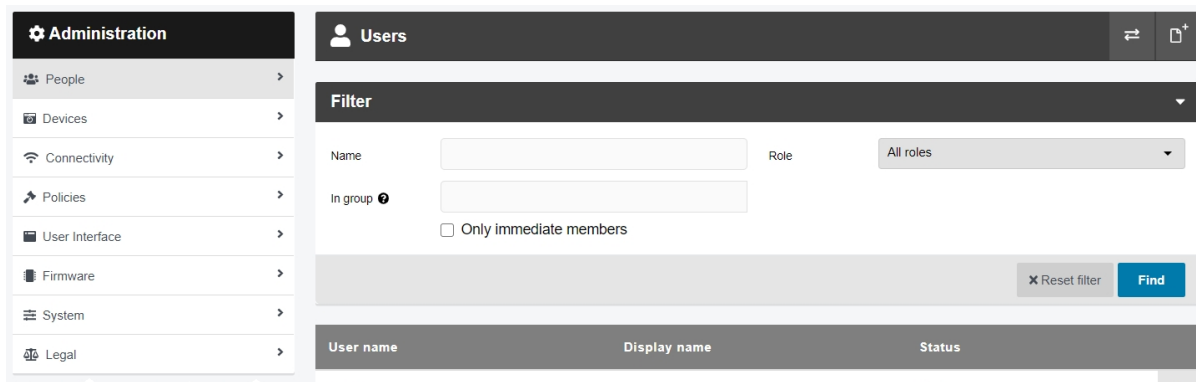 Administration
People
Devices
Connectivity
Policies
User Interface
Firmware
System
Legal
Users
Filter
Name
Role
All roles
In group
Only immediate members
Reset filter
Find
User name Display name Status